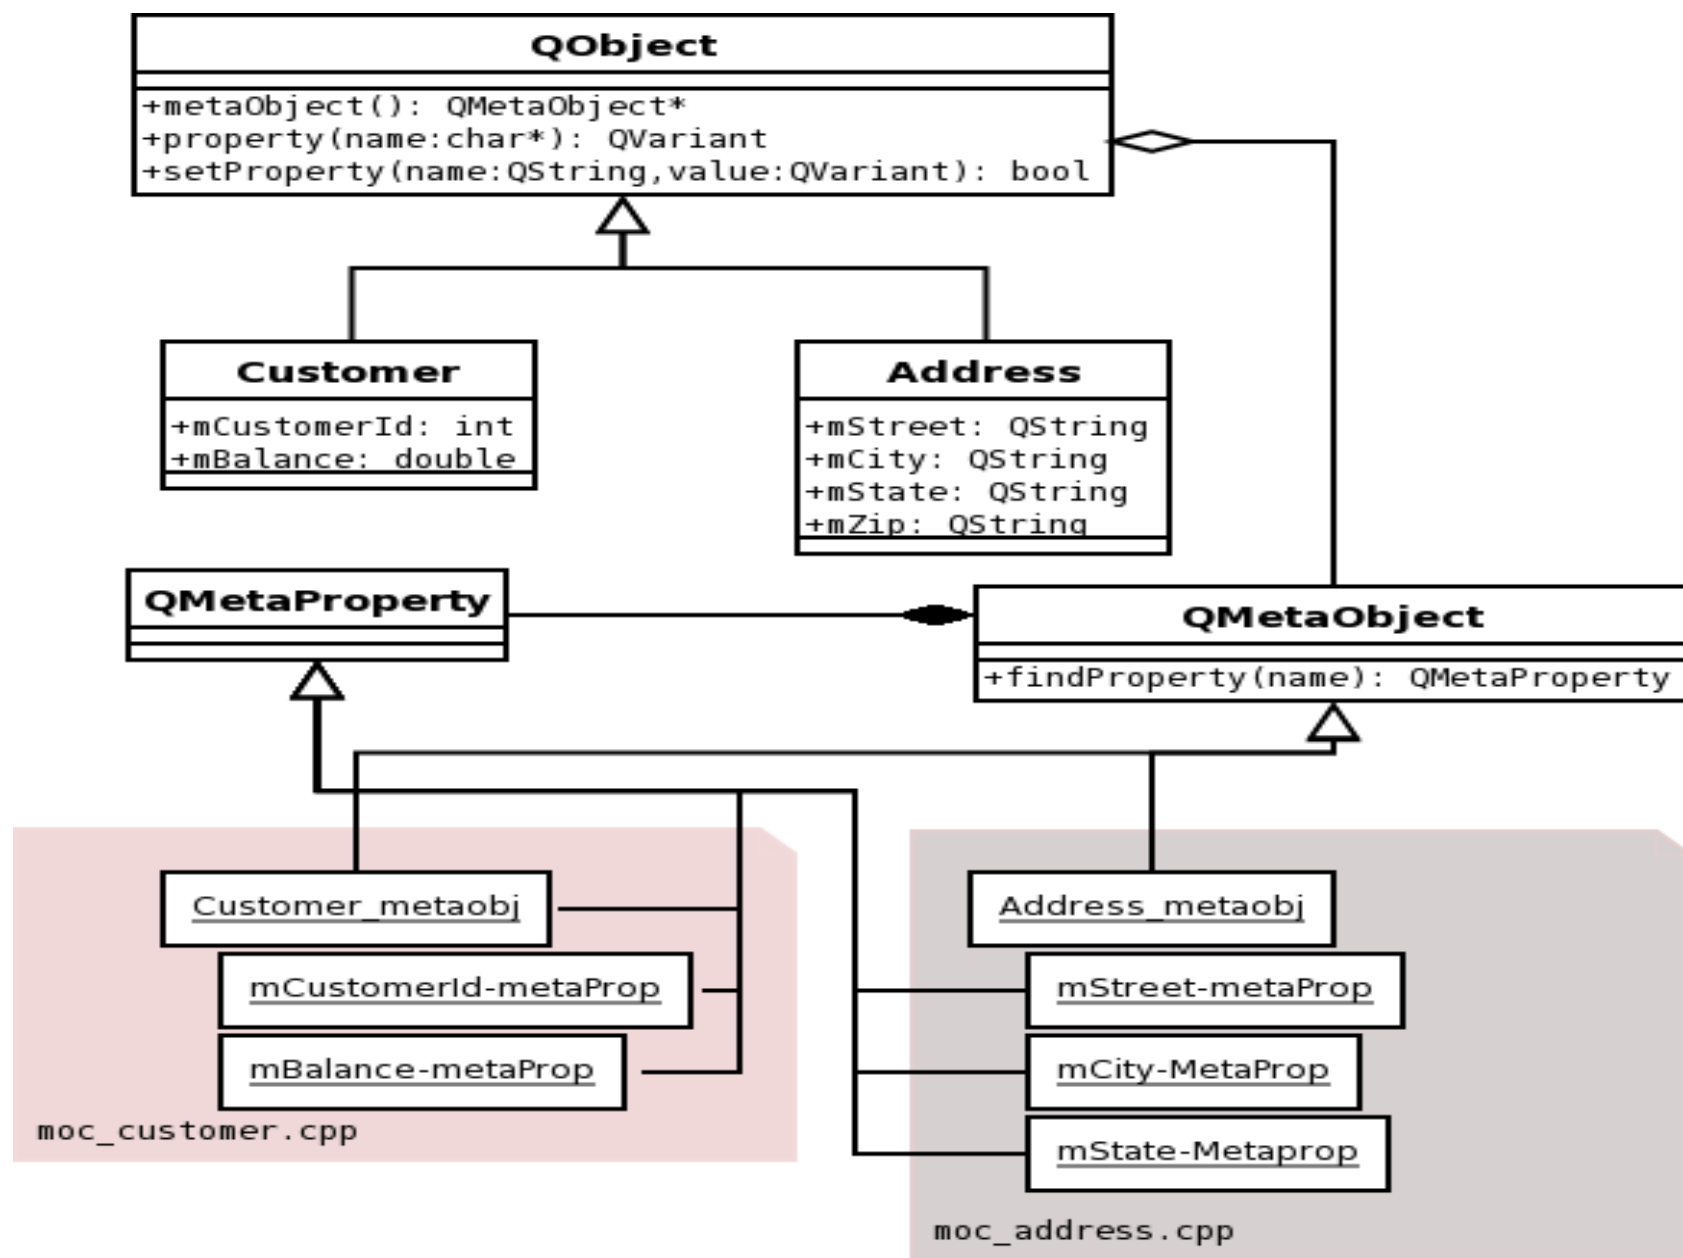 QObject
+metaObject(): QMetaObject*
+property(name:char*): QVariant
+setProperty(name:QString,value:QVariant): bool
Customer
+mCustomerId: int
+mBalance: double
Address
+mStreet: QString
+mCity: QString
+mState: QString
+mZip: QString
QMetaProperty
QMetaObject
+findProperty(name): QMetaProperty
Customer_metaobj
mCustomerId-metaProp
mBalance-metaProp
moc_customer.cpp
Address_metaobj
mStreet-metaProp
mCity-MetaProp
mState-Metaprop
moc_address.cpp